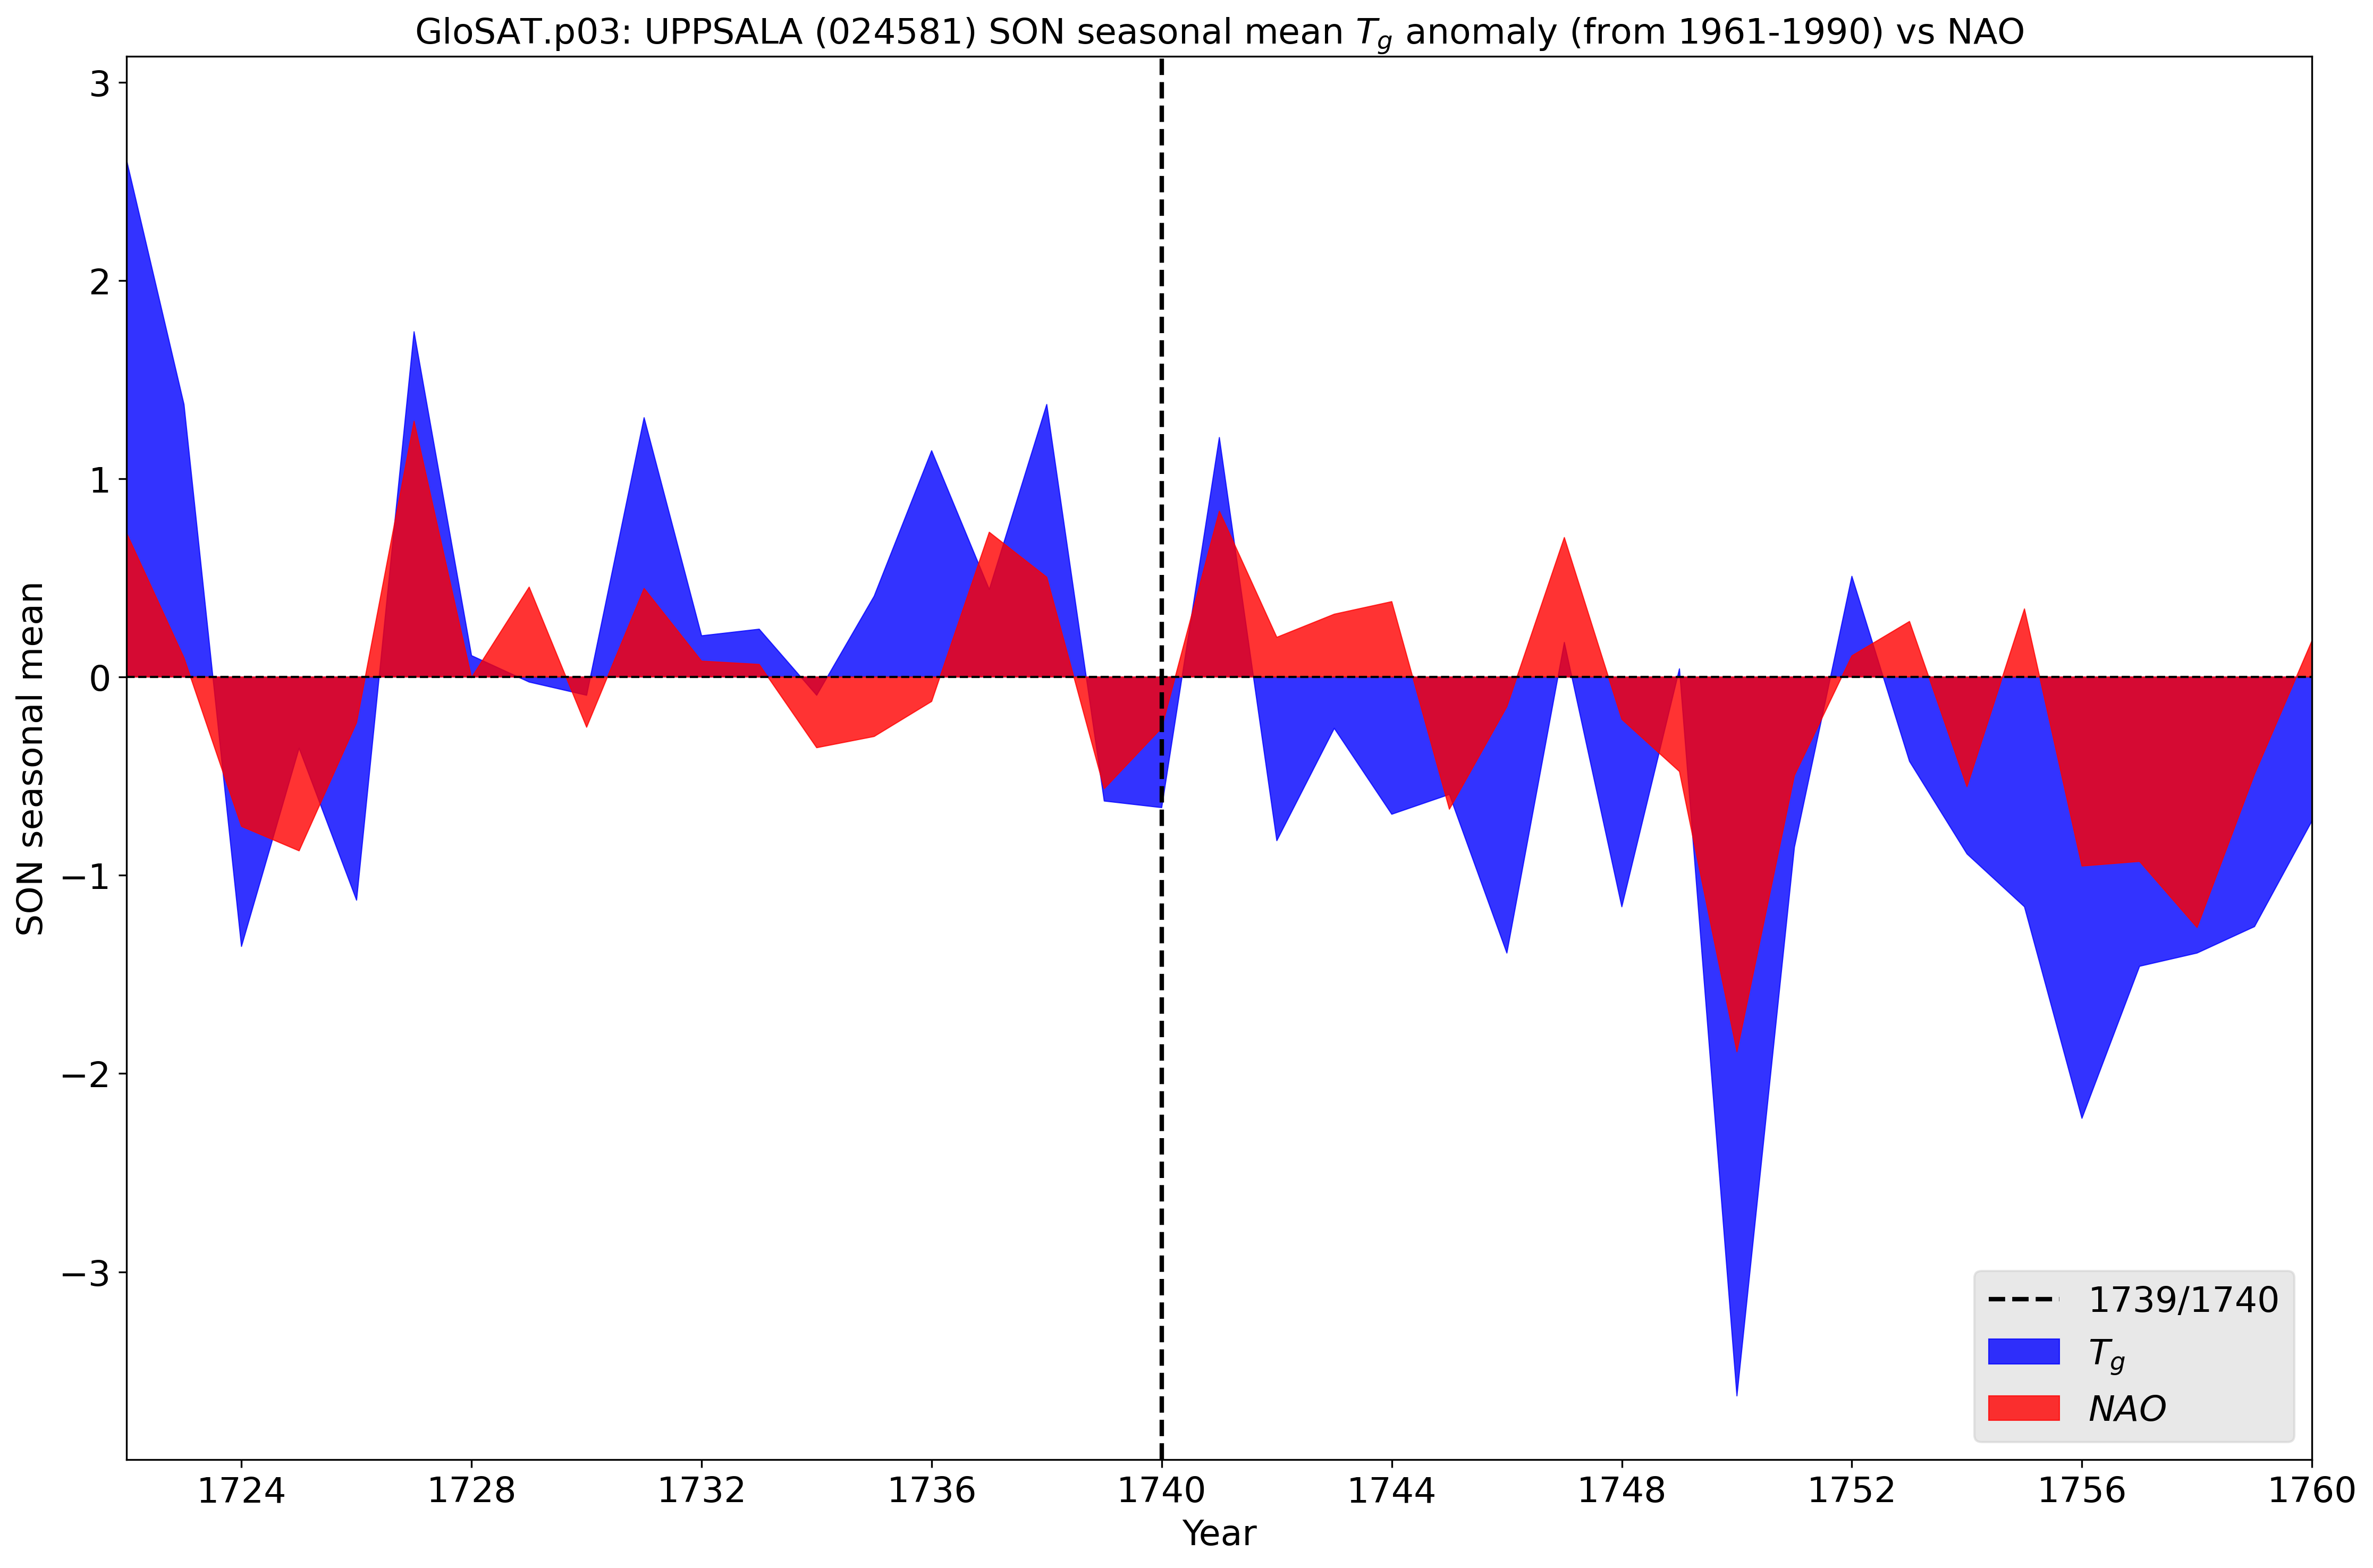 GloSAT.p03: UPPSALA (024581) SON seasonal mean Tg anomaly (from 1961-1990) vs NAO
SON seasonal mean
3
2
1
0
−1
−2
−3
1739/1740
Tg
NAO
1724 1728 1732 1736 1740 1744 1748 1752 1756 1760
Year